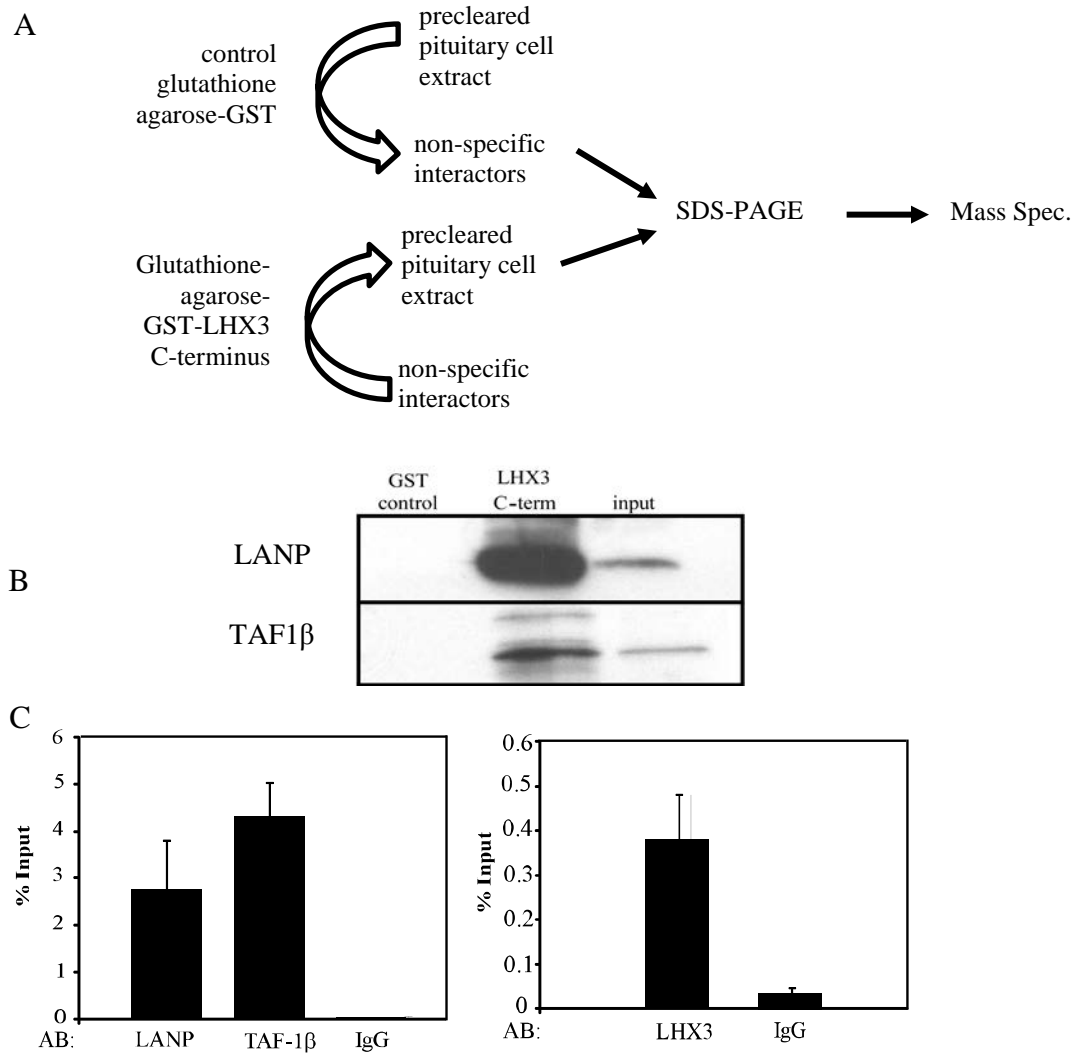 A
control
glutathione
agarose-GST
precleared
pituitary cell
extract
non-specific
interactors
Glutathione-
agarose-
GST-LHX3
C-terminus
precleared
pituitary cell
extract
non-specific
interactors
SDS-PAGE
Mass Spec.
B
GST
control
LHX3
C-term
input
LANP
TAF1β
C
6
5
4
3
2
1
0
% Input
AB:
LANP
TAF-1β
IgG
0.6
0.5
0.4
0.3
0.2
0.1
0
% Input
AB:
LHX3
IgG